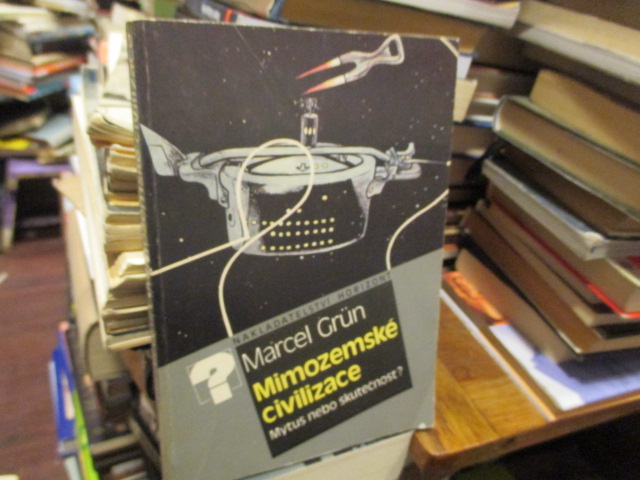 NAKLADATELSTVÍ HORIZONT
Marcel Grün
?
Mimozemské
civilizace
Mýtus nebo skutečnost?